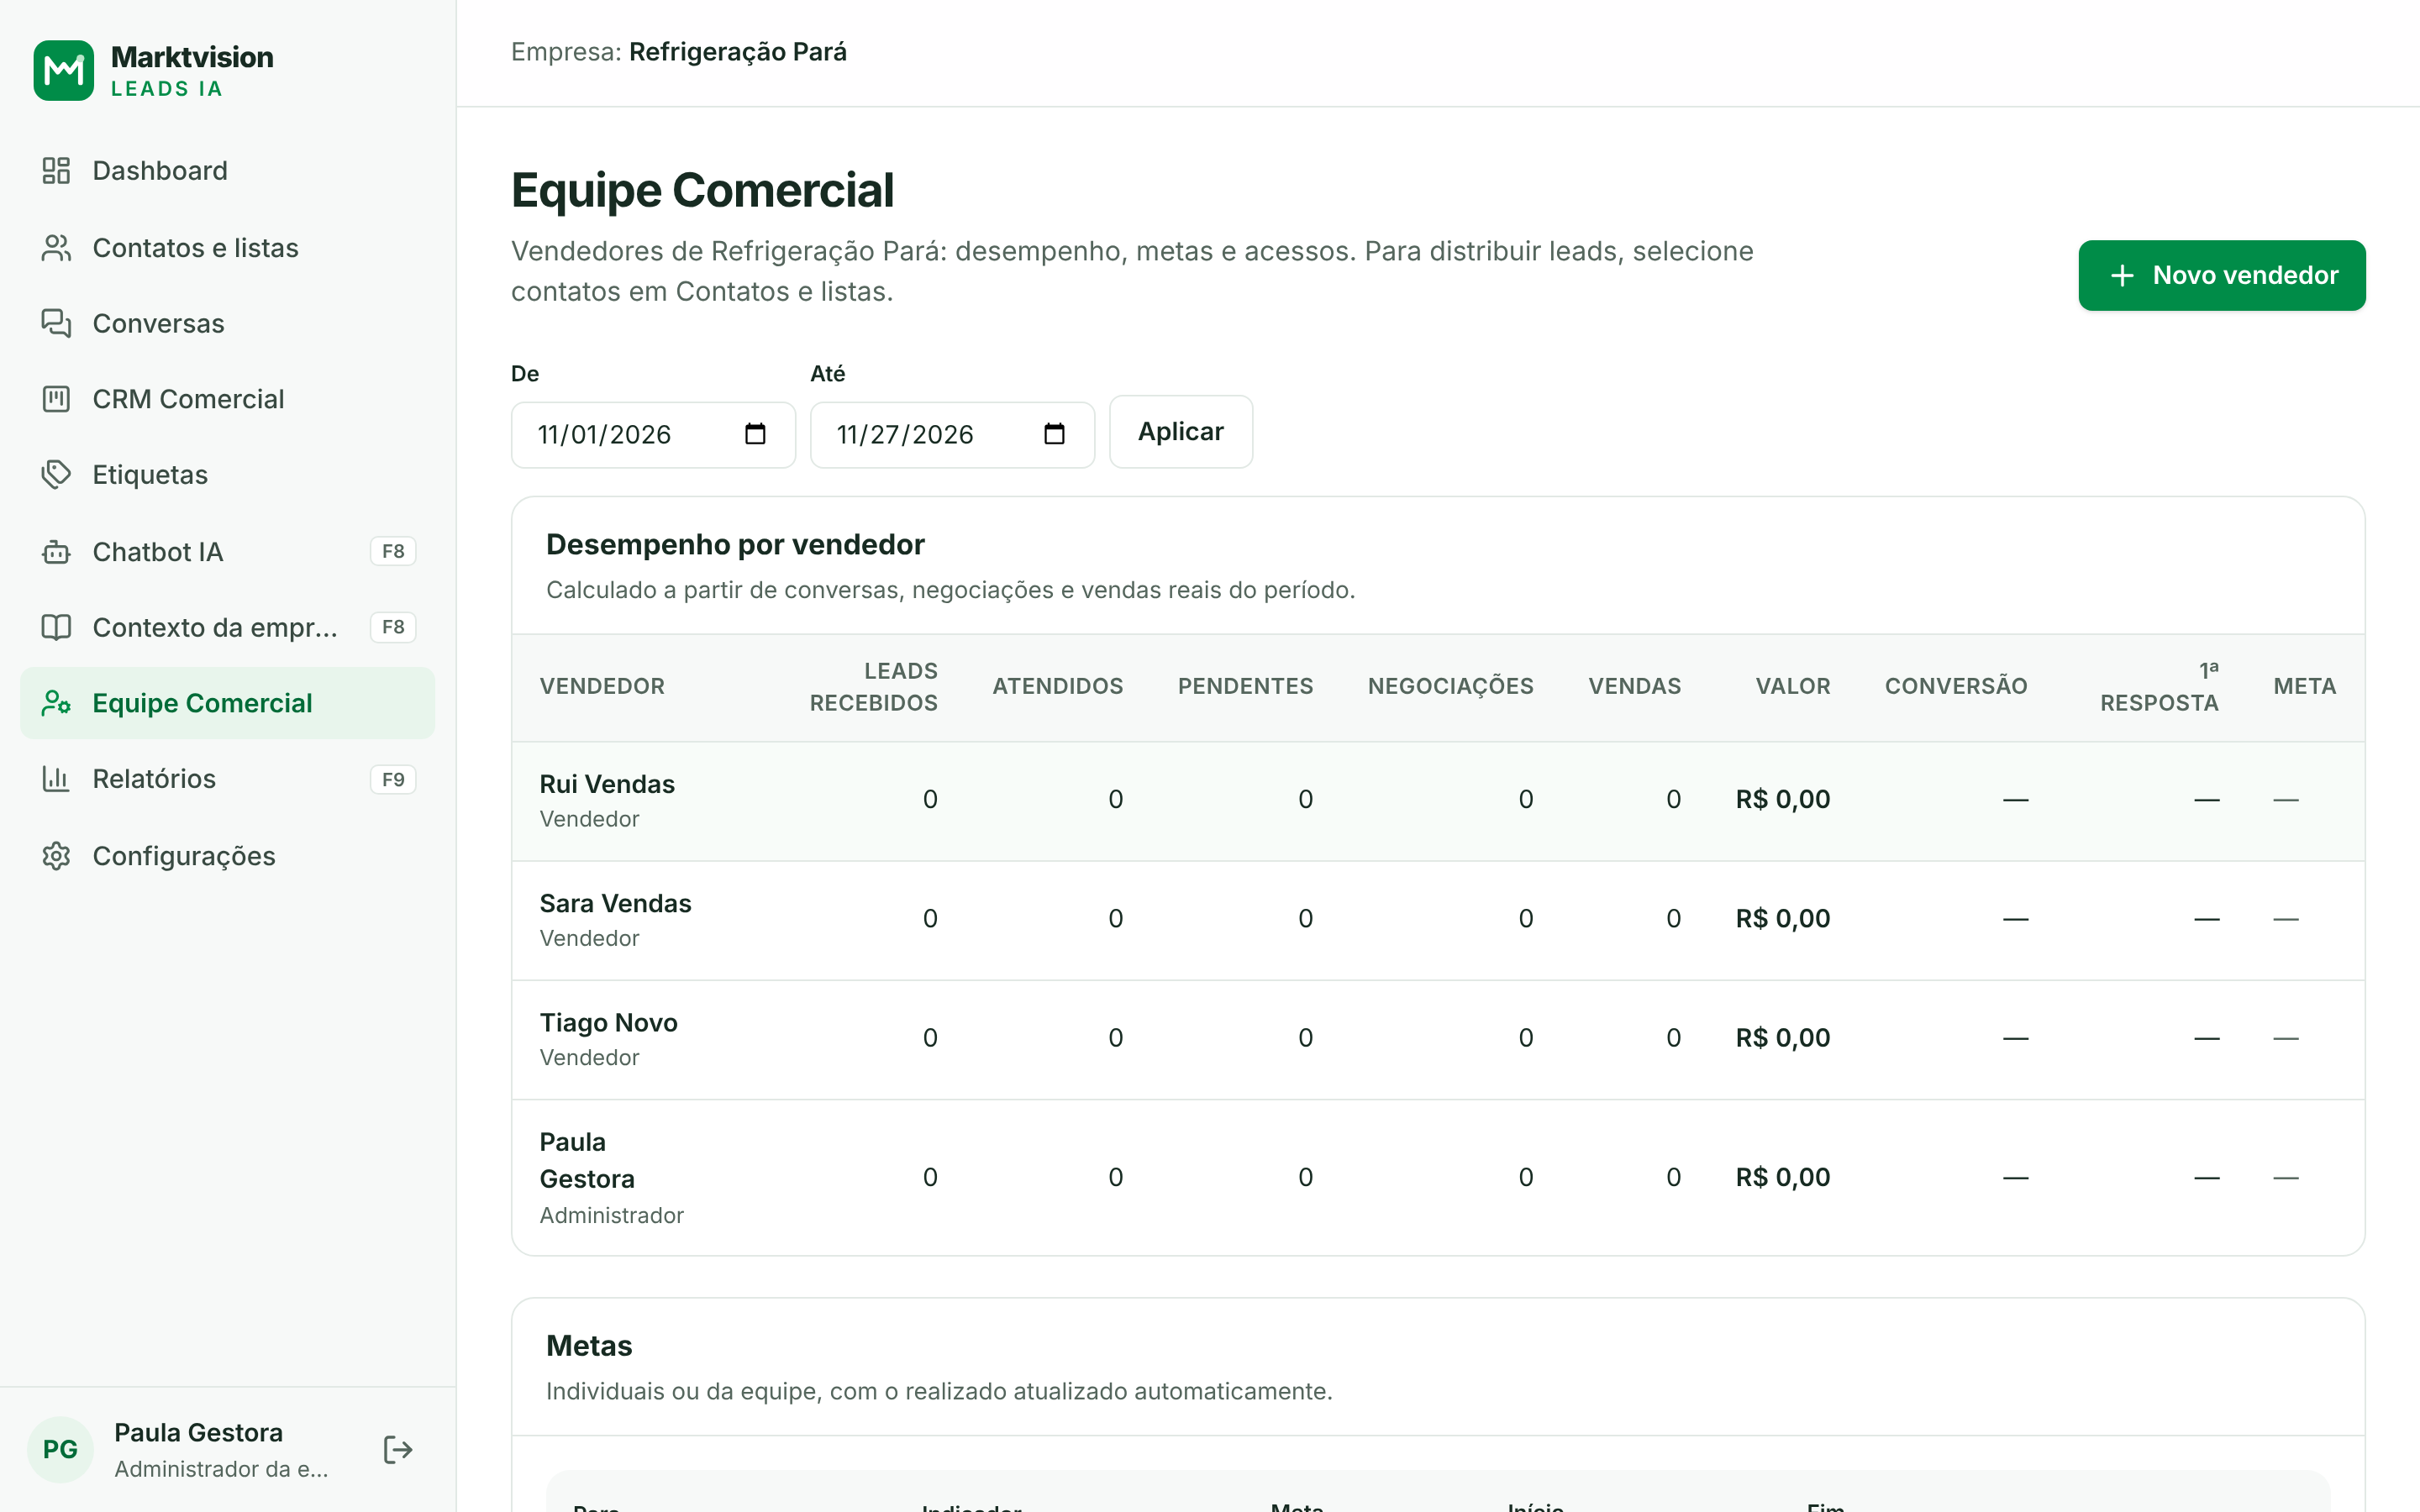 Marktvision
LEADS IA
Dashboard
Contatos e listas
Conversas
CRM Comercial
Etiquetas
Chatbot IA F8
Contexto da empr... F8
Equipe Comercial
Relatórios F9
Configurações
PG
Paula Gestora
Administrador da e...
Empresa: Refrigeração Pará
Equipe Comercial
Vendedores de Refrigeração Pará: desempenho, metas e acessos. Para distribuir leads, selecione
contatos em Contatos e listas.
+ Novo vendedor
De Até
11/01/2026 11/27/2026 Aplicar
Desempenho por vendedor
Calculado a partir de conversas, negociações e vendas reais do período.
VENDEDOR LEADS RECEBIDOS ATENDIDOS PENDENTES NEGOCIAÇÕES VENDAS VALOR CONVERSÃO 1ª RESPOSTA META
Rui Vendas
Vendedor
0 0 0 0 0 R$ 0,00 — — —
Sara Vendas
Vendedor
0 0 0 0 0 R$ 0,00 — — —
Tiago Novo
Vendedor
0 0 0 0 0 R$ 0,00 — — —
Paula
Gestora
Administrador
0 0 0 0 0 R$ 0,00 — — —
Metas
Individuais ou da equipe, com o realizado atualizado automaticamente.
Para Indicador Meta Início Fim